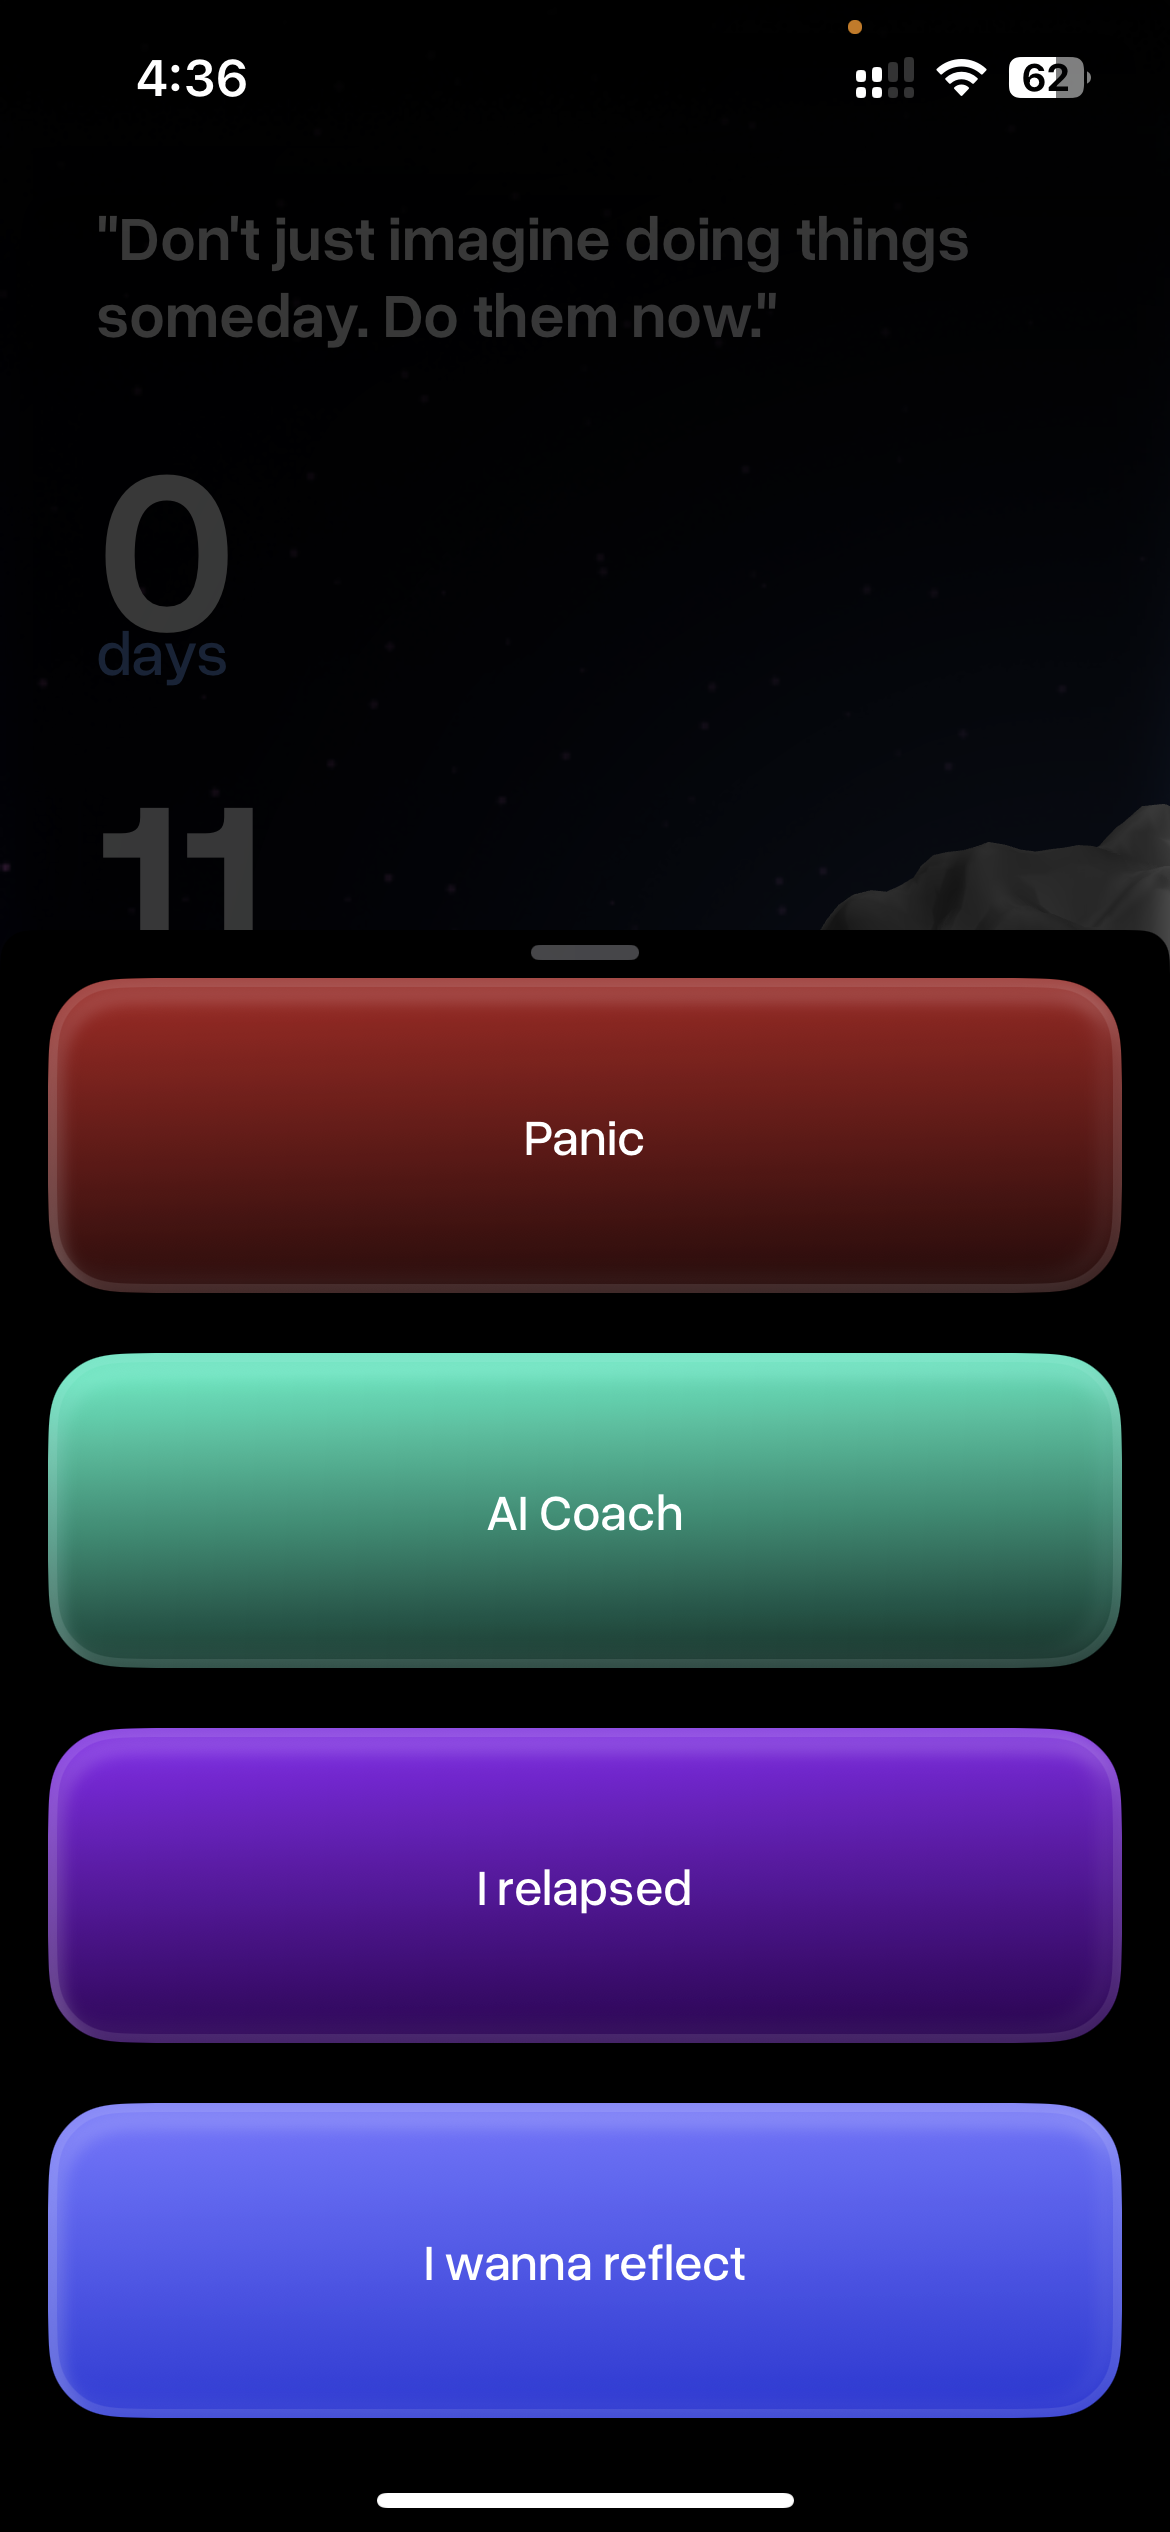 4:36
62
"Don't just imagine doing things
someday. Do them now."
0
days
11
Panic
AI Coach
I relapsed
I wanna reflect